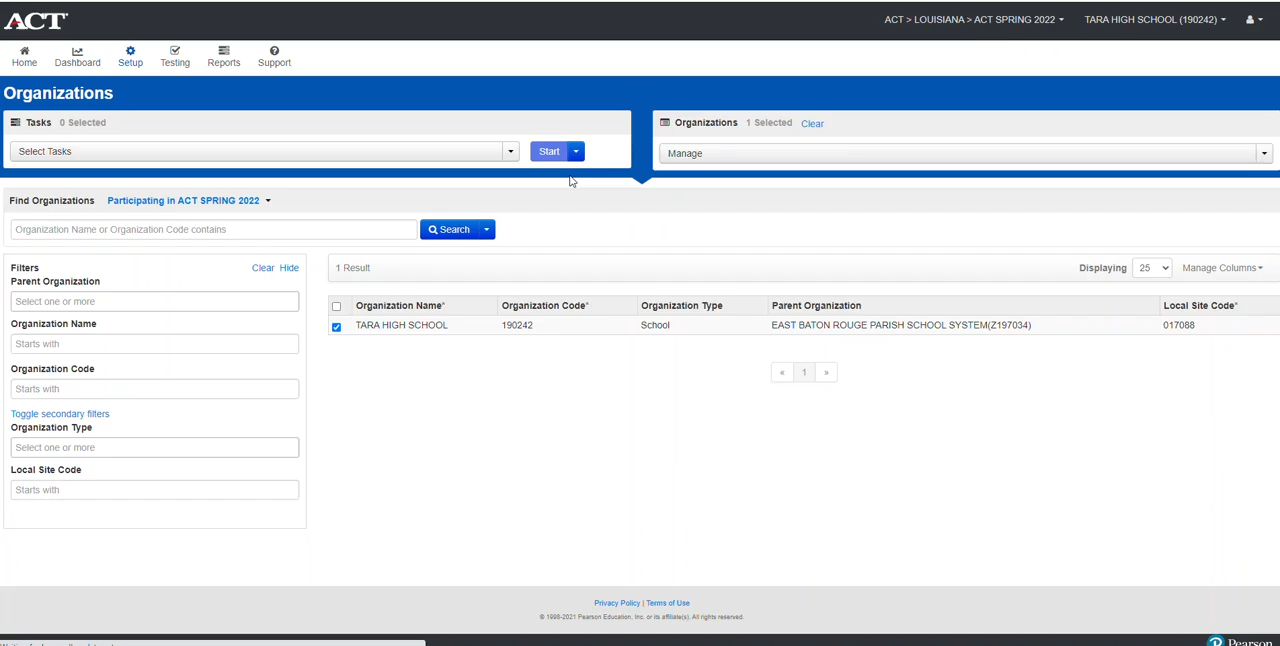 ACT
ACT > LOUISIANA > ACT SPRING 2022
TARA HIGH SCHOOL (190242)
Home
Dashboard
Setup
Testing
Reports
Support
Organizations
Tasks 0 Selected
Organizations 1 Selected Clear
Select Tasks
Start
Manage
Find Organizations Participating in ACT SPRING 2022
Organization Name or Organization Code contains
Search
Filters Clear Hide
1 Result
Displaying 25 Manage Columns
Parent Organization
Select one or more
Organization Name* Organization Code* Organization Type Parent Organization Local Site Code*
TARA HIGH SCHOOL 190242 School EAST BATON ROUGE PARISH SCHOOL SYSTEM(Z197034) 017088
Organization Name
Starts with
Organization Code
Starts with
« 1 »
Toggle secondary filters
Organization Type
Select one or more
Local Site Code
Starts with
Privacy Policy | Terms of Use
© 1998-2021 Pearson Education, Inc. or its affiliate(s). All rights reserved.
Pearson